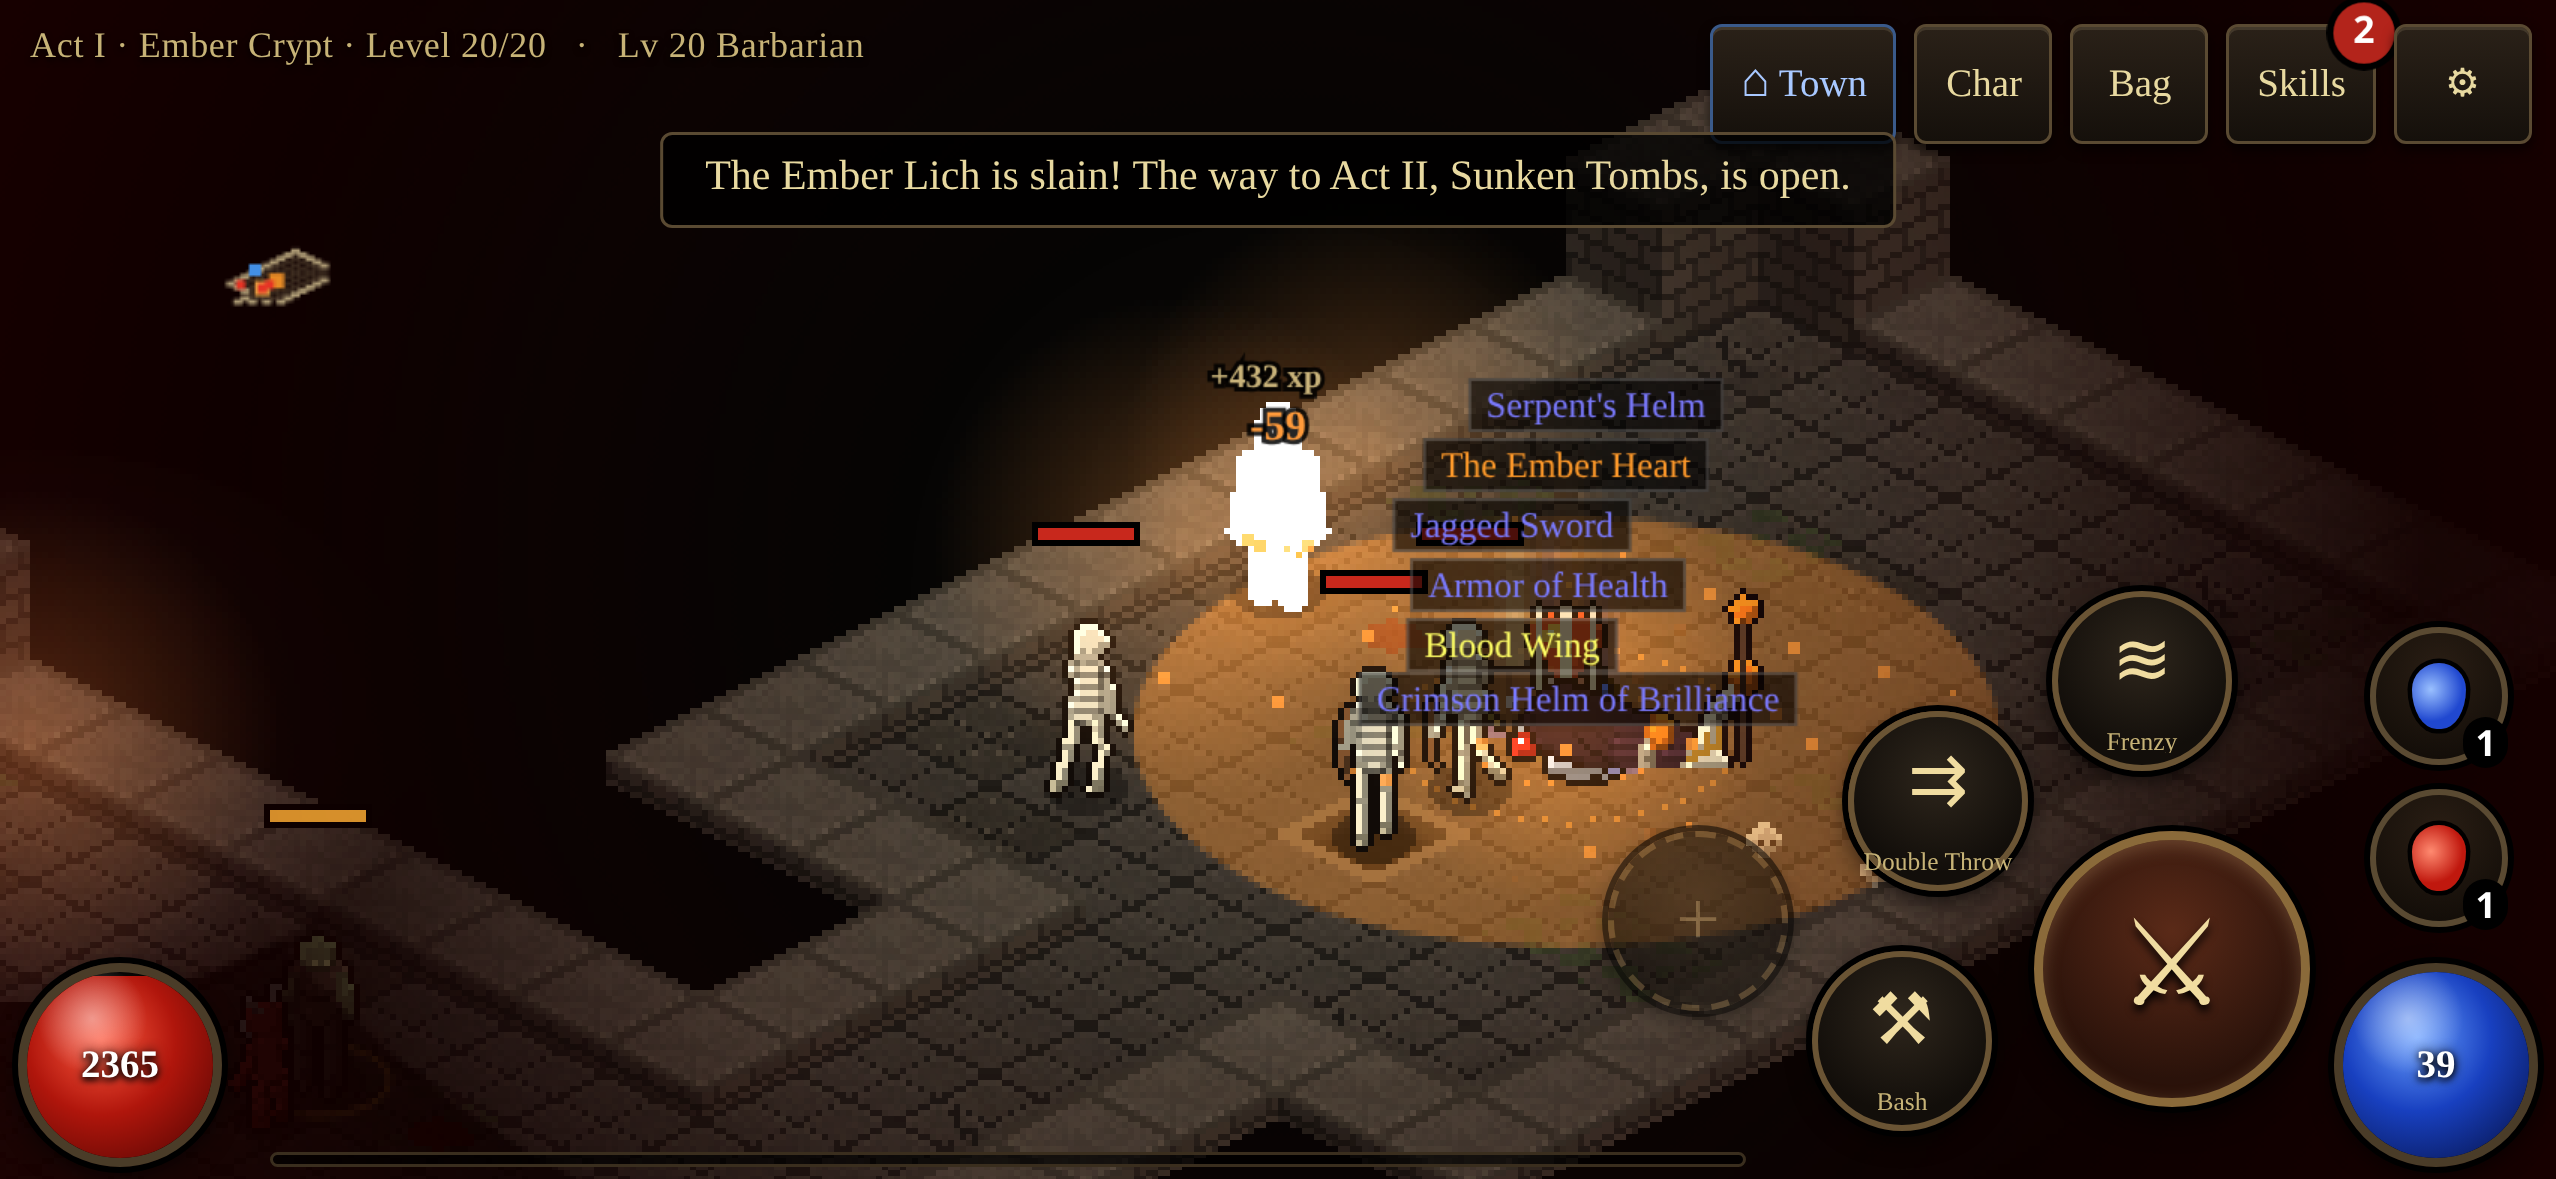 Act I · Ember Crypt · Level 20/20 · Lv 20 Barbarian
⌂ Town
Char
Bag
Skills
2
The Ember Lich is slain! The way to Act II, Sunken Tombs, is open.
+432 xp
-59
Serpent's Helm
The Ember Heart
Jagged Sword
Armor of Health
Blood Wing
Crimson Helm of Brilliance
Frenzy
Double Throw
Bash
1
1
2365
39